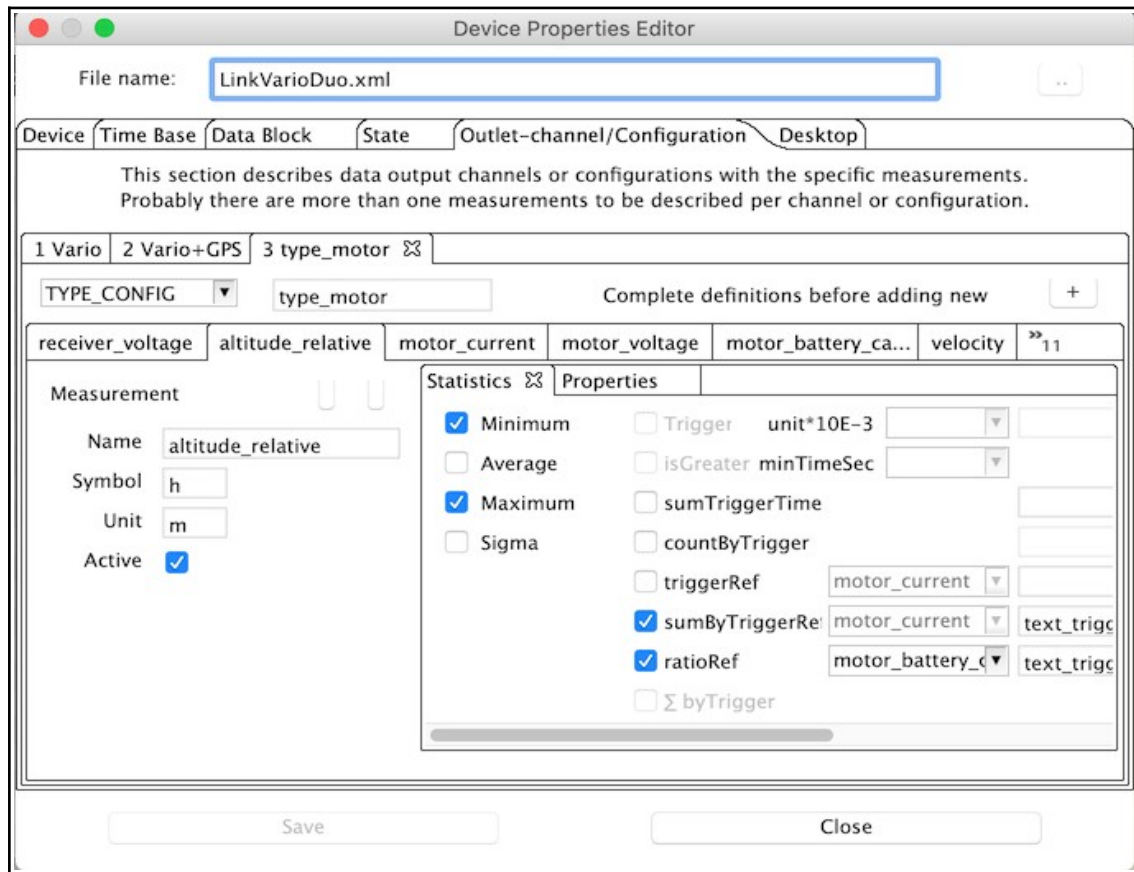 Device Properties Editor
File name: LinkVarioDuo.xml ..
Device Time Base Data Block State Outlet-channel/Configuration Desktop
This section describes data output channels or configurations with the specific measurements.
Probably there are more than one measurements to be described per channel or configuration.
1 Vario 2 Vario+GPS 3 type_motor
TYPE_CONFIG type_motor Complete definitions before adding new +
receiver_voltage altitude_relative motor_current motor_voltage motor_battery_ca... velocity »11
Statistics Properties
Measurement
Minimum Trigger unit*10E-3
Name altitude_relative
Average isGreater minTimeSec
Symbol h
Maximum sumTriggerTime
Unit m
Sigma countByTrigger
Active
triggerRef motor_current
sumByTriggerRe motor_current text_trigg
ratioRef motor_battery_c text_trigg
Σ byTrigger
Save Close